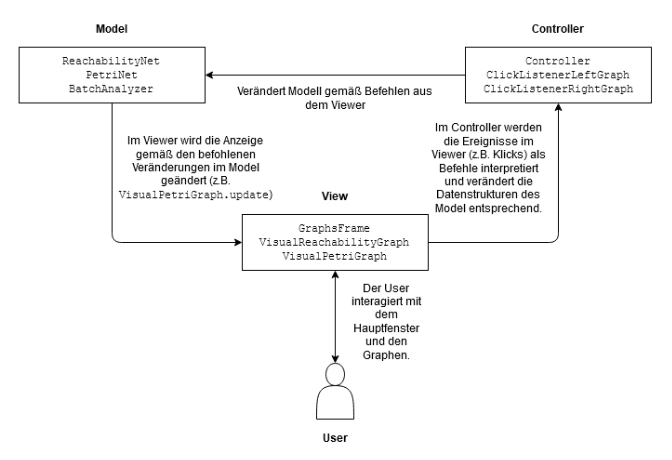 Model
Controller
ReachabilityNet
PetriNet
BatchAnalyzer
Controller
ClickListenerLeftGraph
ClickListenerRightGraph
Verändert Modell gemäß Befehlen aus
dem Viewer
Im Viewer wird die Anzeige
gemäß den befohlenen
Veränderungen im Model
geändert (z.B.
VisualPetriGraph.update)
Im Controller werden
die Ereignisse im
Viewer (z.B. Klicks) als
Befehle interpretiert
und verändert die
Datenstrukturen des
Model entsprechend.
View
GraphsFrame
VisualReachabilityGraph
VisualPetriGraph
Der User
interagiert mit
dem
Hauptfenster
und den
Graphen.
User